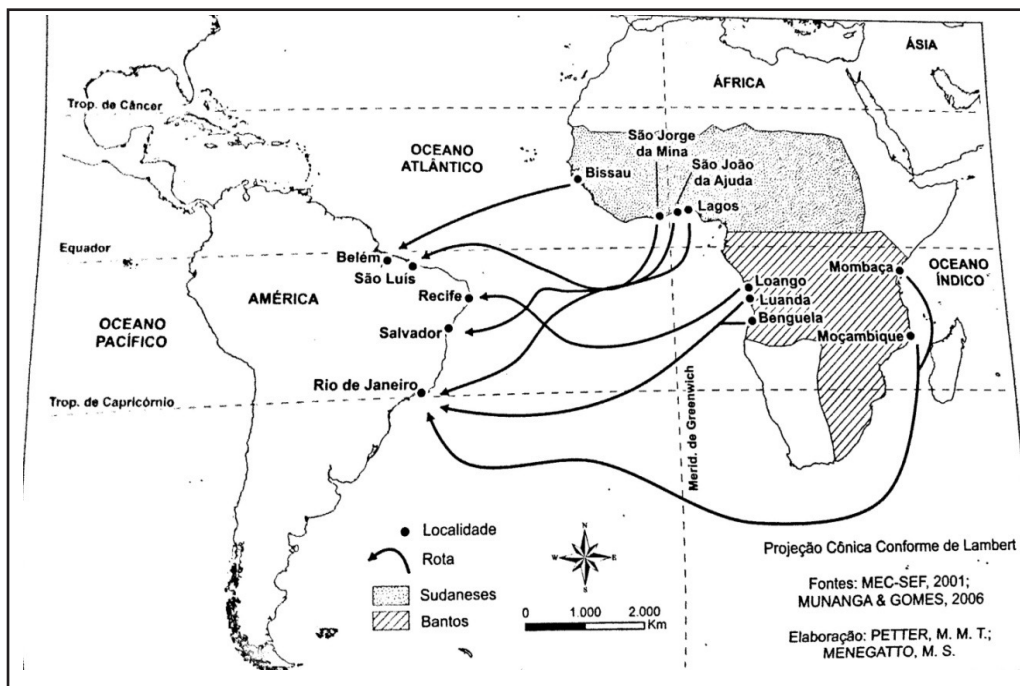 ÁSIA
ÁFRICA
Trop. de Câncer
OCEANO
ATLÂNTICO
São Jorge
da Mina
São João
da Ajuda
Bissau
Lagos
Equador
Belém
São Luís
Mombaça
OCEANO
ÍNDICO
Loango
AMÉRICA
Recife
Luanda
OCEANO
PACÍFICO
Salvador
Benguela
Moçambique
Rio de Janeiro
Trop. de Capricórnio
Merid. de Greenwich
Localidade
Rota
N
W
E
S
Projeção Cônica Conforme de Lambert
Sudaneses
Bantos
0 1.000 2.000
Km
Fontes: MEC-SEF, 2001;
MUNANGA & GOMES, 2006
Elaboração: PETTER, M. M. T.;
MENEGATTO, M. S.